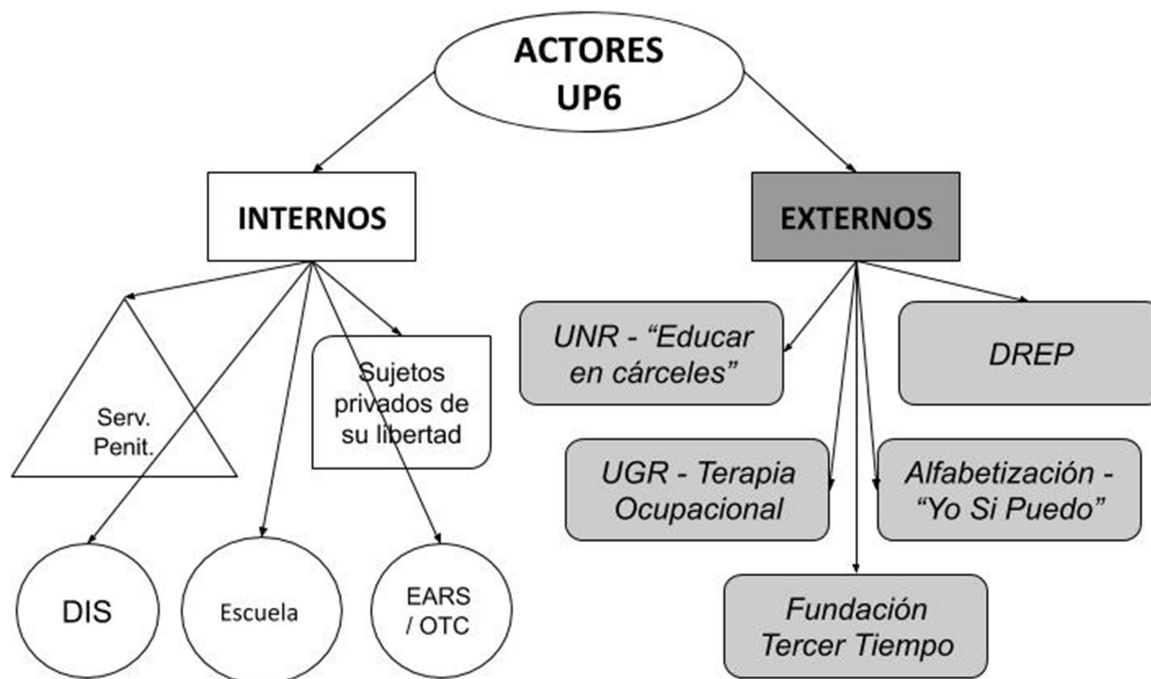 ACTORES
UP6
INTERNOS
EXTERNOS
Serv.
Penit.
Sujetos
privados de
su libertad
DIS
Escuela
EARS
/ OTC
UNR - “Educar
en cárceles”
DREP
UGR - Terapia
Ocupacional
Alfabetización -
“Yo Si Puedo”
Fundación
Tercer Tiempo